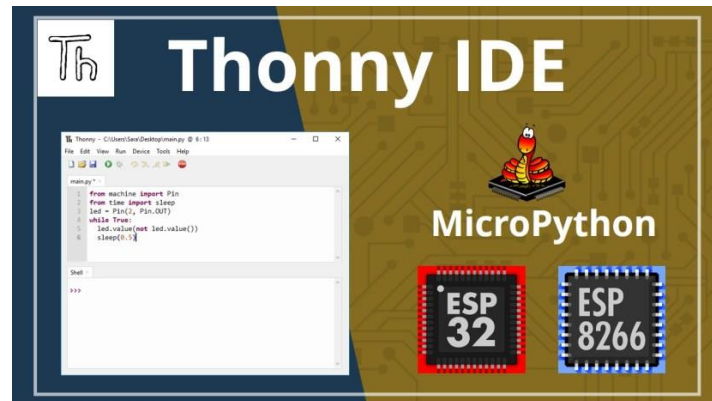 Th
Thonny IDE
Th Thonny - C:\Users\Sara\Desktop\main.py @ 6:13
File Edit View Run Device Tools Help
main.py *
1 from machine import Pin
2 from time import sleep
3 led = Pin(2, Pin.OUT)
4 while True:
5 led.value(not led.value())
6 sleep(0.5)
Shell
>>>
MicroPython
ESP
32
ESP
8266